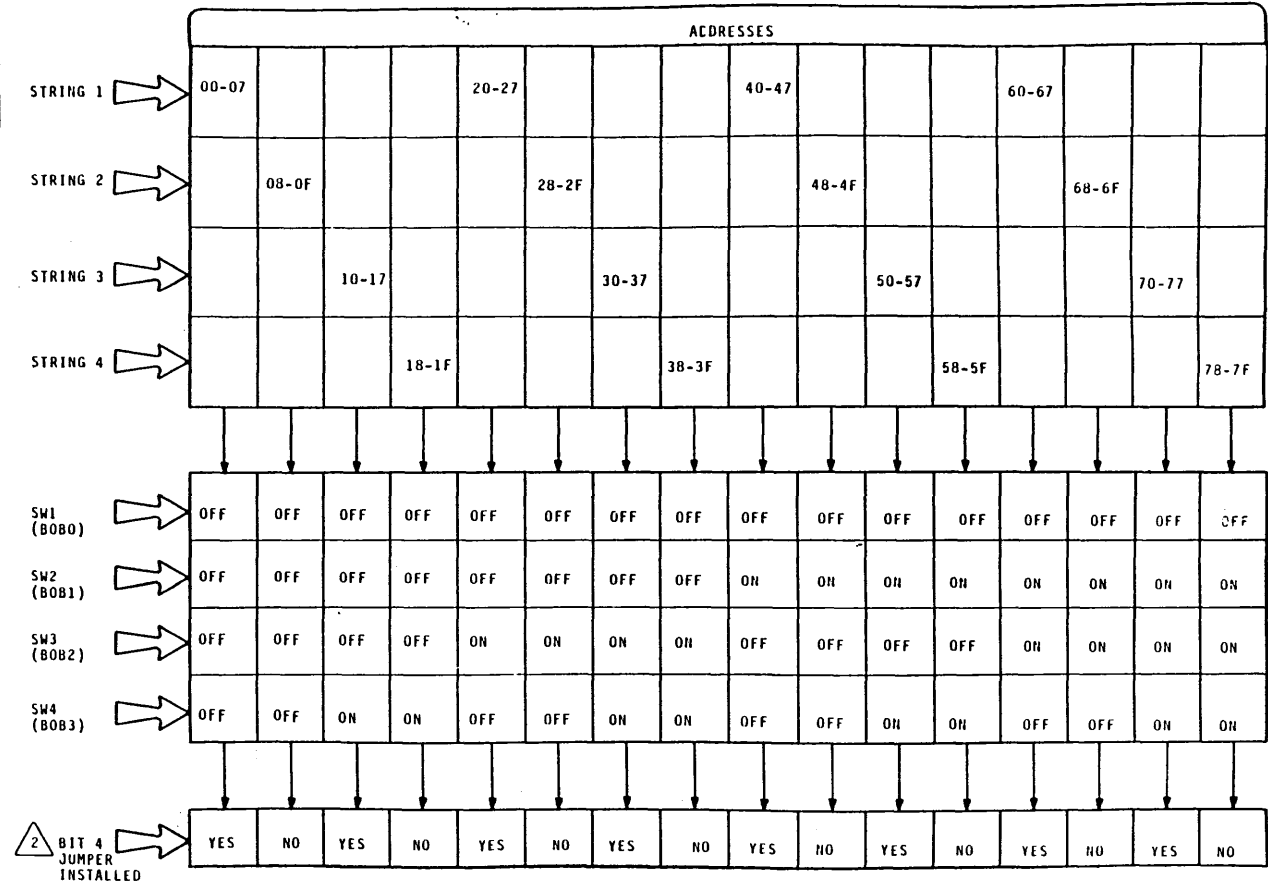 ADDRESSES
STRING 1 00-07 20-27 40-47 60-67
STRING 2 08-0F 28-2F 48-4F 68-6F
STRING 3 10-17 30-37 50-57 70-77
STRING 4 18-1F 38-3F 58-5F 78-7F
SW1 OFF OFF OFF OFF OFF OFF OFF OFF OFF OFF OFF OFF OFF OFF OFF OFF
(BOB0)
SW2 OFF OFF OFF OFF OFF OFF OFF OFF ON ON ON ON ON ON ON ON
(BOB1)
SW3 OFF OFF OFF OFF ON ON ON ON OFF OFF OFF OFF ON ON ON ON
(BOB2)
SW4 OFF OFF ON ON OFF OFF ON ON OFF OFF ON ON OFF OFF ON ON
(BOB3)
2 BIT 4 YES NO YES NO YES NO YES NO YES NO YES NO YES NO YES NO
JUMPER
INSTALLED